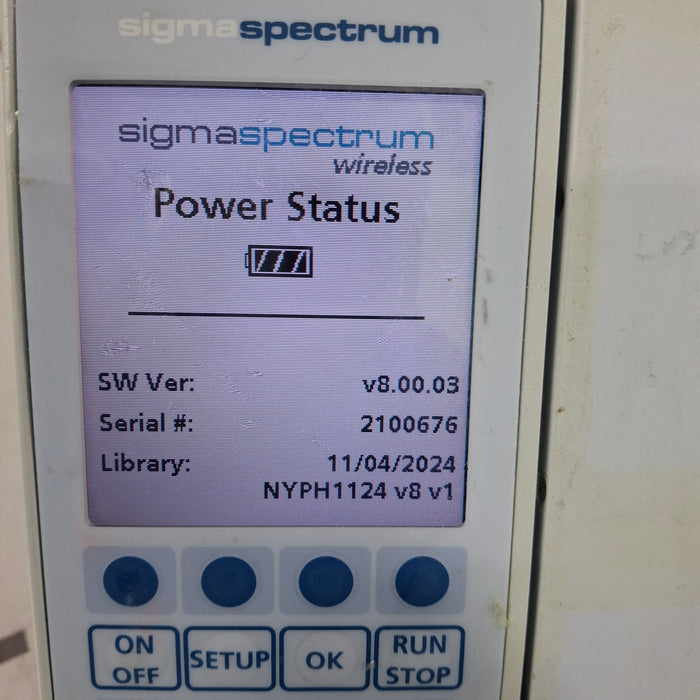 sigmaspectrum
sigmaspectrum
wireless
Power Status
SW Ver: v8.00.03
Serial #: 2100676
Library: 11/04/2024
NYPH1124 v8 v1
ON OFF
SETUP
OK
RUN STOP